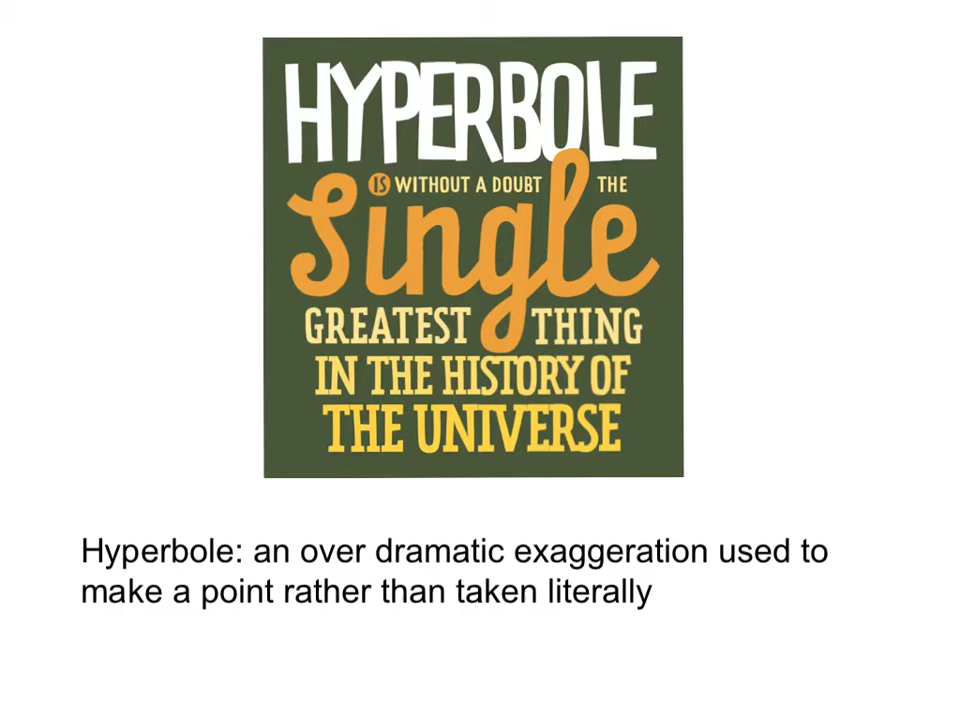 HYPERBOLE
IS WITHOUT A DOUBT THE
Single
GREATEST THING
IN THE HISTORY OF
THE UNIVERSE
Hyperbole: an over dramatic exaggeration used to
make a point rather than taken literally